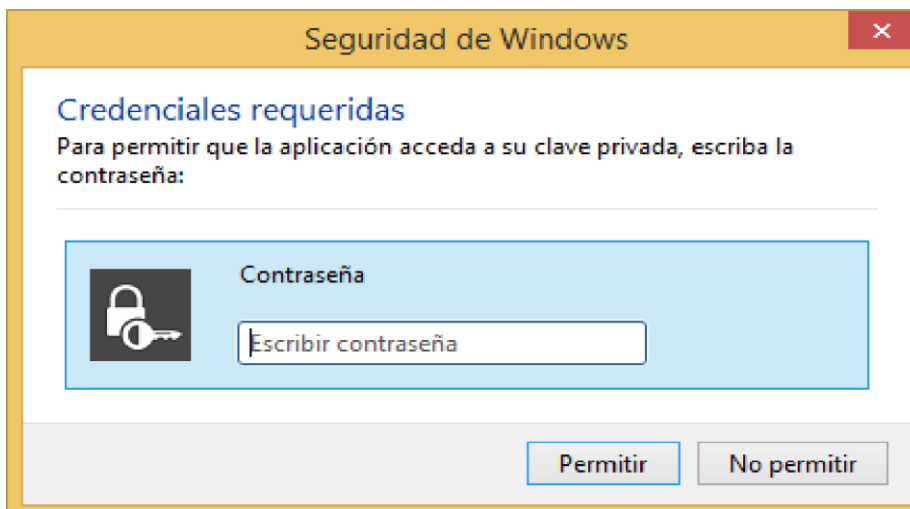 Seguridad de Windows
Credenciales requeridas
Para permitir que la aplicación acceda a su clave privada, escriba la
contraseña:
Contraseña
Escribir contraseña
Permitir
No permitir